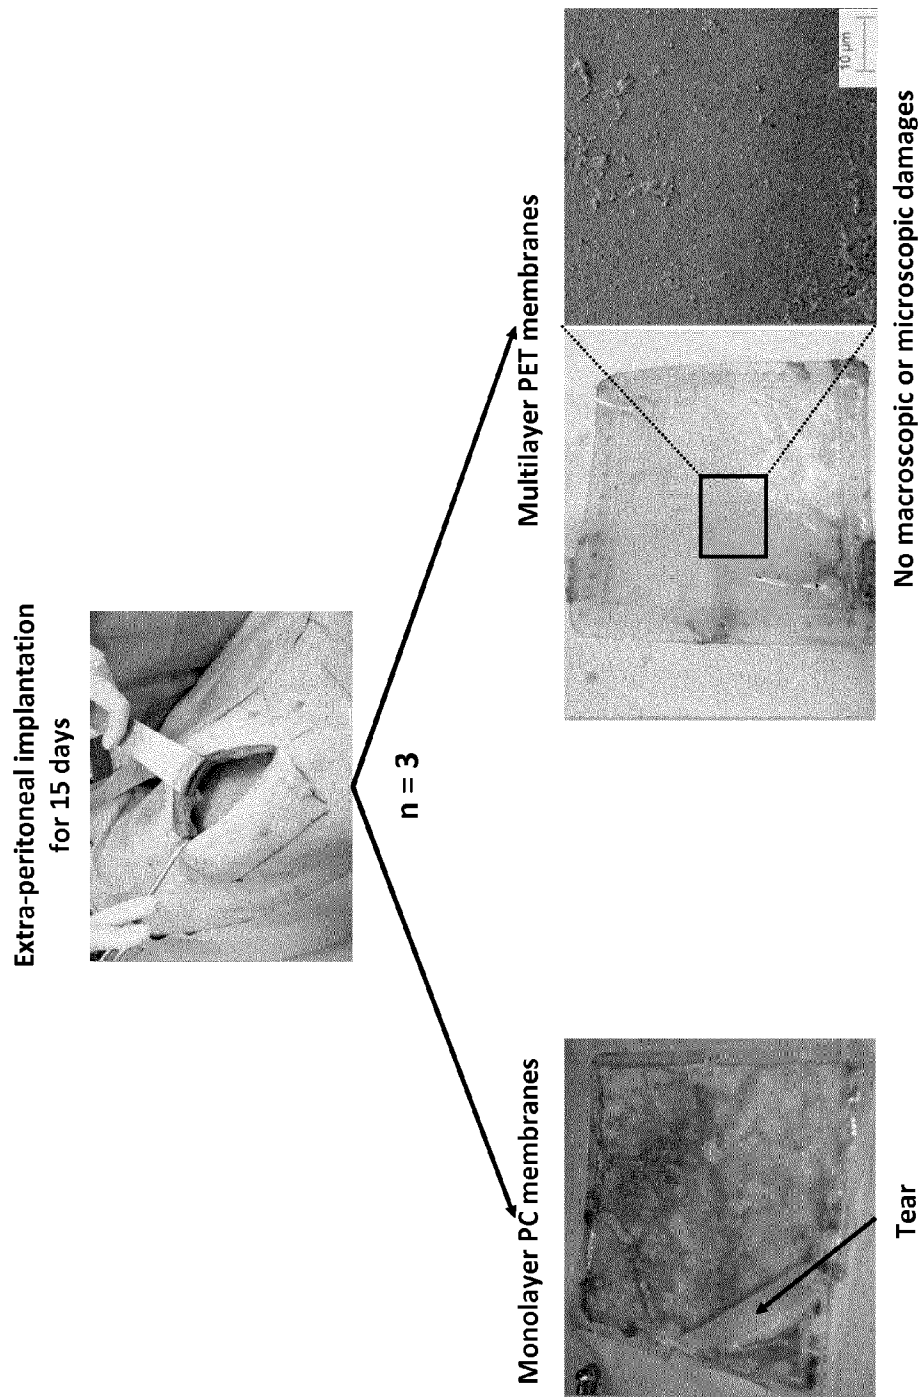 Extra-peritoneal implantation
for 15 days
n = 3
Monolayer PC membranes
Multilayer PET membranes
10 µm
Tear
No macroscopic or microscopic damages